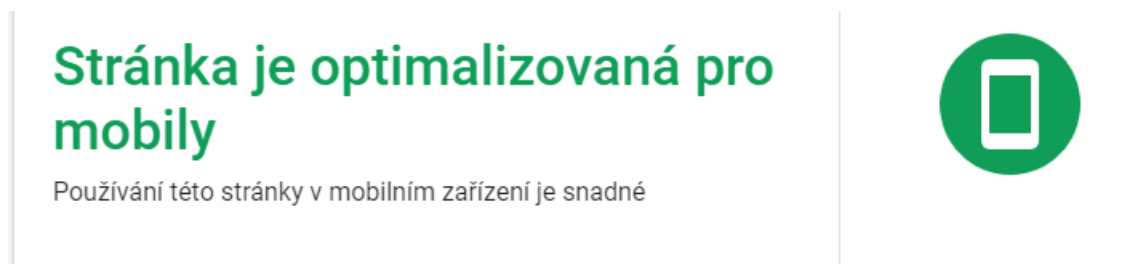 Stránka je optimalizovaná pro
mobily
Používání této stránky v mobilním zařízení je snadné